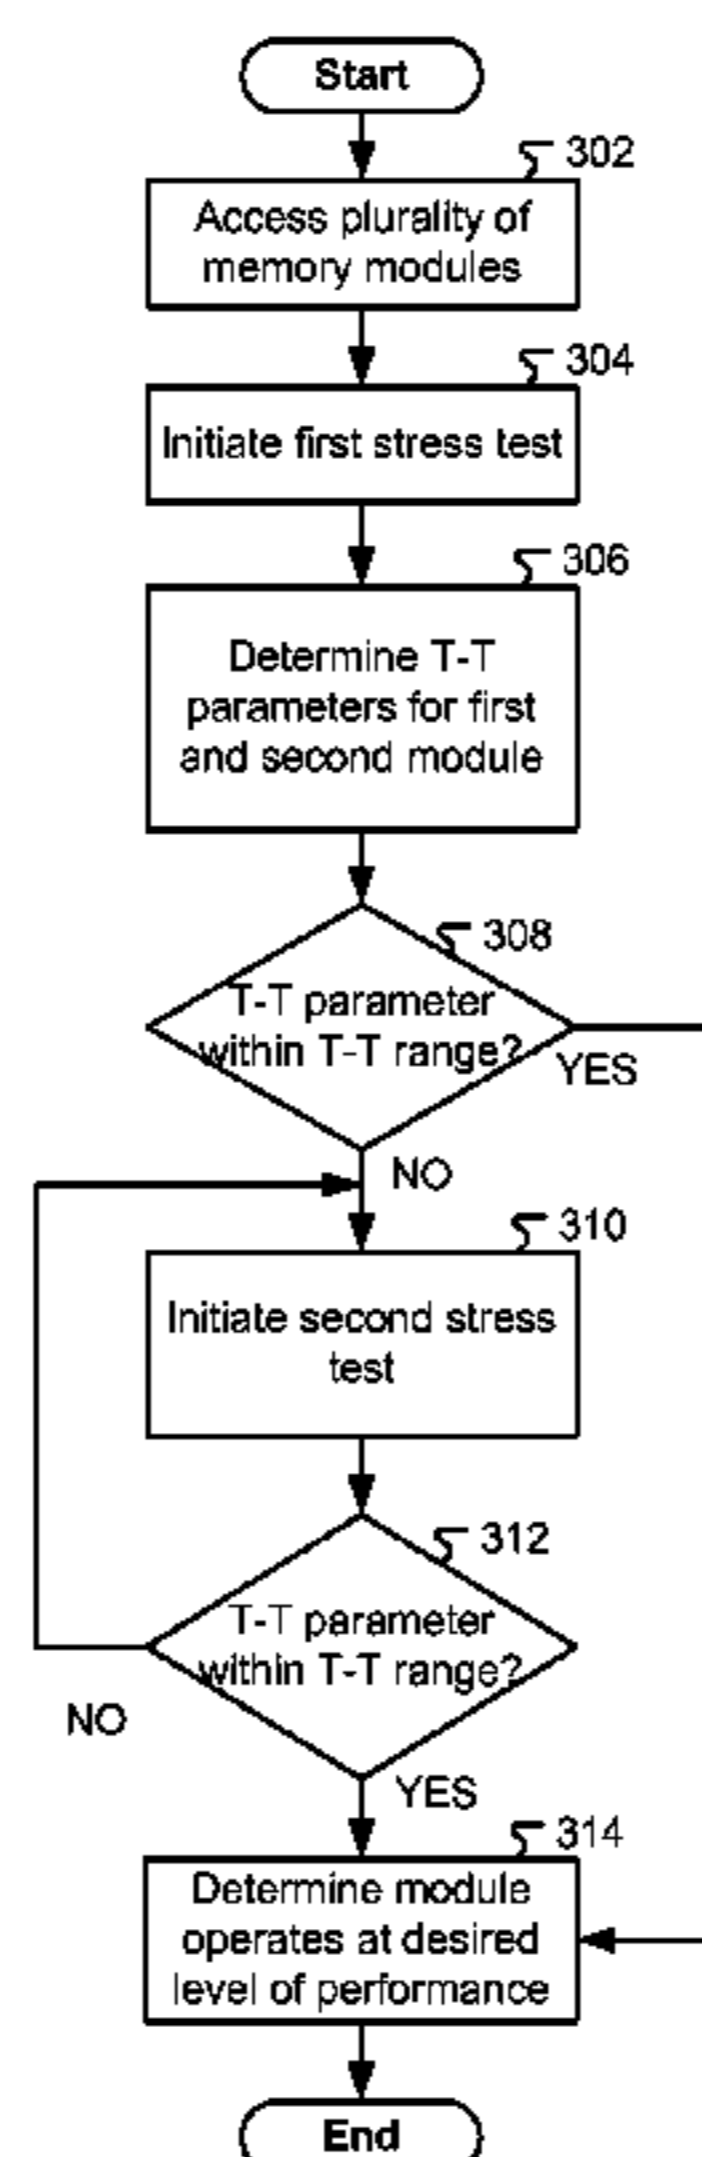 Start
302
Access plurality of
memory modules
304
Initiate first stress test
306
Determine T-T
parameters for first
and second module
308
T-T parameter
within T-T range?
YES
NO
310
Initiate second stress
test
312
T-T parameter
within T-T range?
NO
YES
314
Determine module
operates at desired
level of performance
End